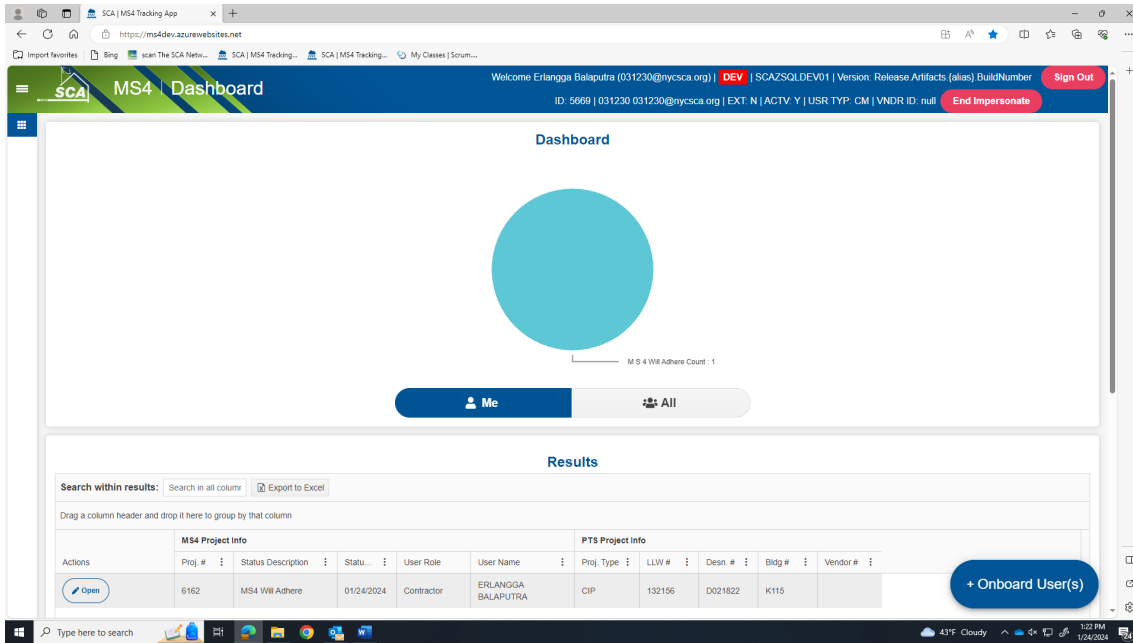 SCA | MS4 Tracking App
https://ms4dev.azurewebsites.net
Import favorites
Bing
scan The SCA Netw...
SCA | MS4 Tracking...
SCA | MS4 Tracking...
My Classes | Scrum...
SCA
MS4 | Dashboard
Welcome Erlangga Balaputra (031230@nycsca.org) | DEV | SCAZSQLDEV01 | Version: Release.Artifacts.{alias}.BuildNumber
Sign Out
ID: 5669 | 031230 031230@nycsca.org | EXT: N | ACTV: Y | USR TYP: CM | VNDR ID: null
End Impersonate
Dashboard
M S 4 Will Adhere Count : 1
Me
All
Results
Search within results: Search in all colum Export to Excel
Drag a column header and drop it here to group by that column
MS4 Project Info PTS Project Info
Actions Proj. # Status Description Statu... User Role User Name Proj. Type LLW # Desn. # Bldg # Vendor #
Open 6162 MS4 Will Adhere 01/24/2024 Contractor ERLANGGA BALAPUTRA CIP 132156 D021822 K115
+ Onboard User(s)
Type here to search
43°F Cloudy
1:22 PM
1/24/2024